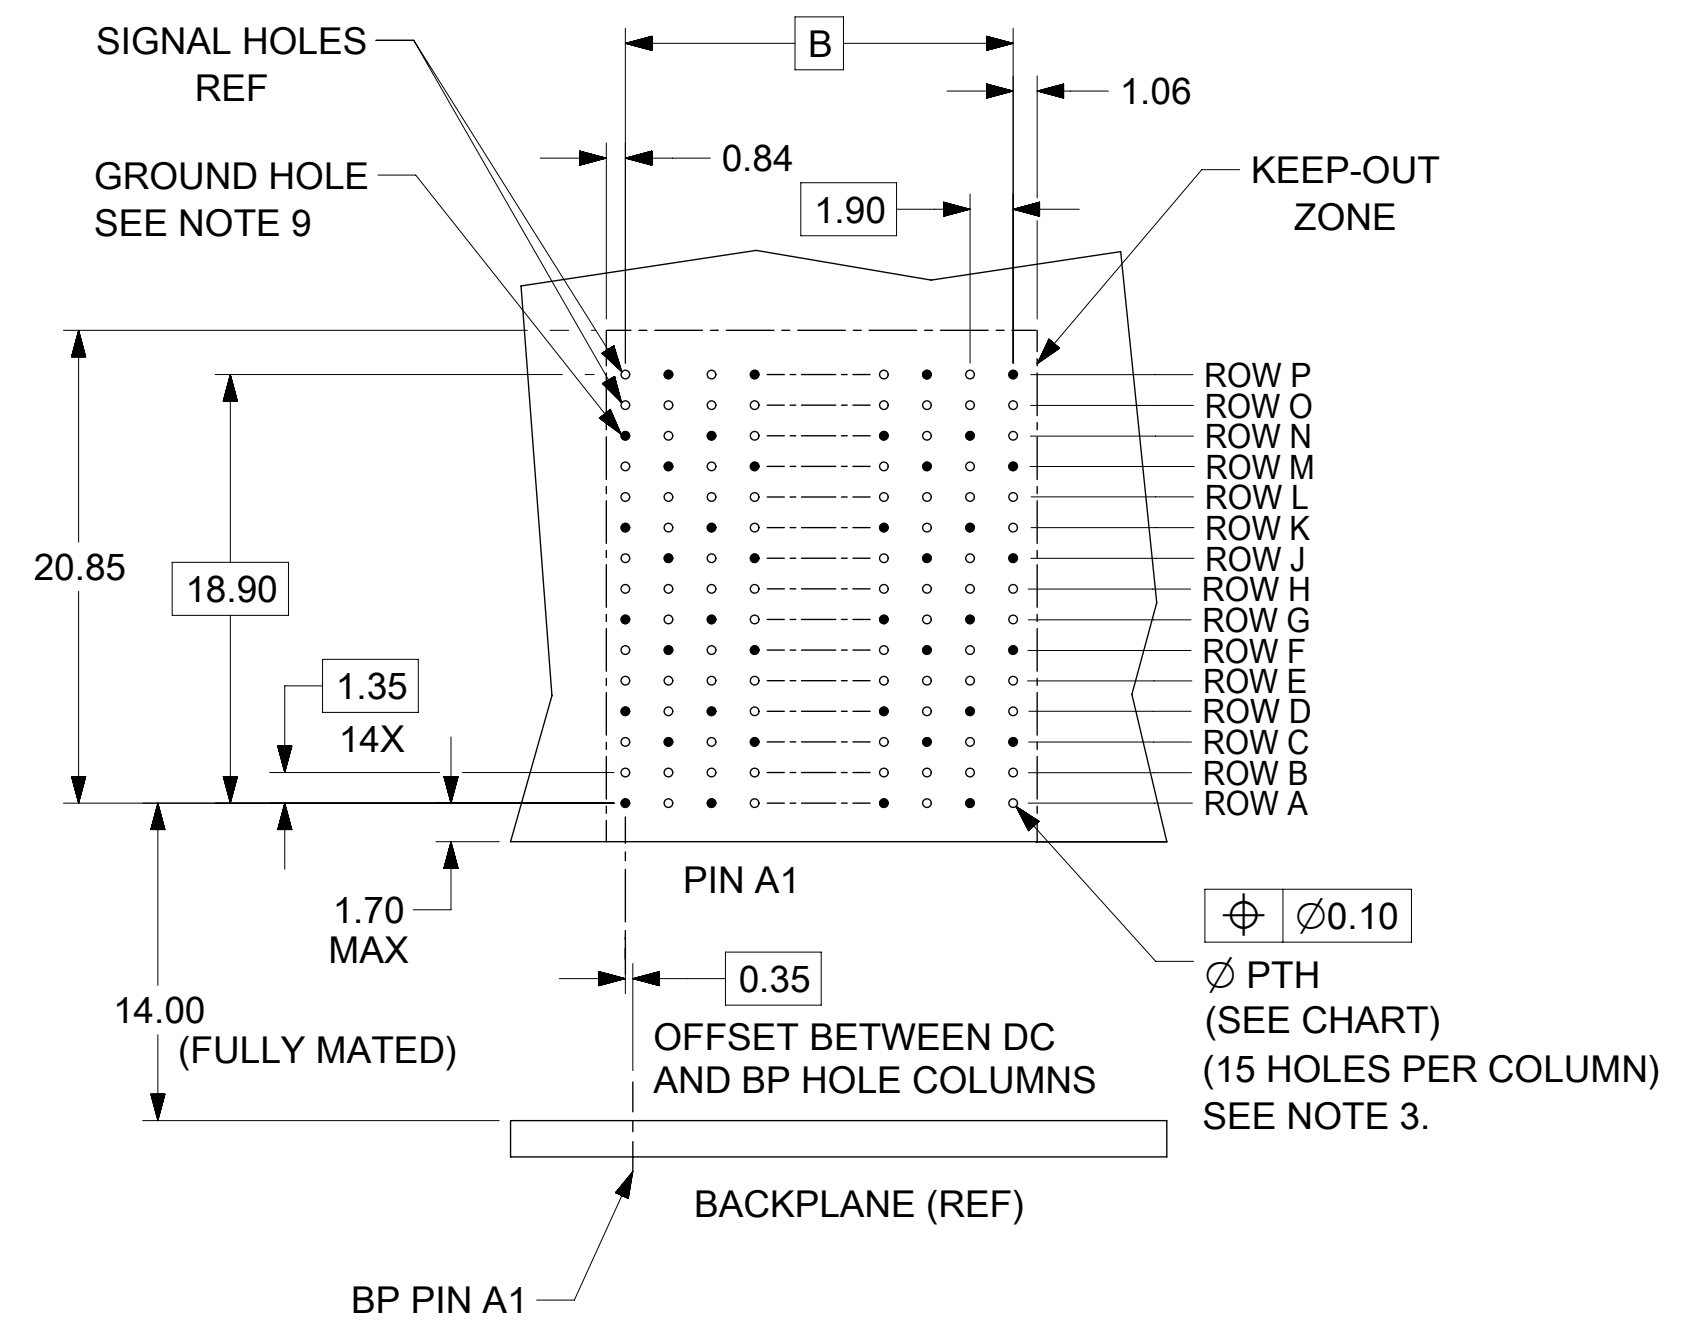 SIGNAL HOLES
REF
B
1.06
0.84
GROUND HOLE
SEE NOTE 9
1.90
KEEP-OUT
ZONE
ROW P
ROW O
ROW N
ROW M
ROW L
ROW K
ROW J
ROW H
ROW G
ROW F
ROW E
ROW D
ROW C
ROW B
ROW A
20.85
18.90
1.35
14X
1.70
MAX
PIN A1
14.00
(FULLY MATED)
0.35
OFFSET BETWEEN DC
AND BP HOLE COLUMNS
⌖ ∅0.10
∅ PTH
(SEE CHART)
(15 HOLES PER COLUMN)
SEE NOTE 3.
BACKPLANE (REF)
BP PIN A1